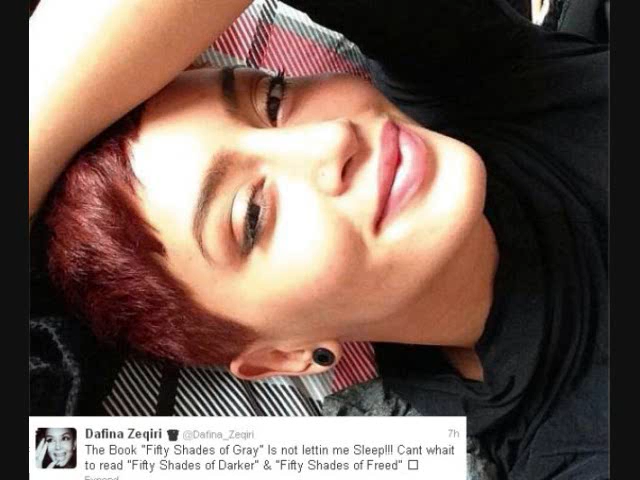 Dafina Zeqiri @Dafina_Zeqiri 7h
The Book "Fifty Shades of Gray" Is not lettin me Sleep!!! Cant whait
to read "Fifty Shades of Darker" & "Fifty Shades of Freed" □
Expand